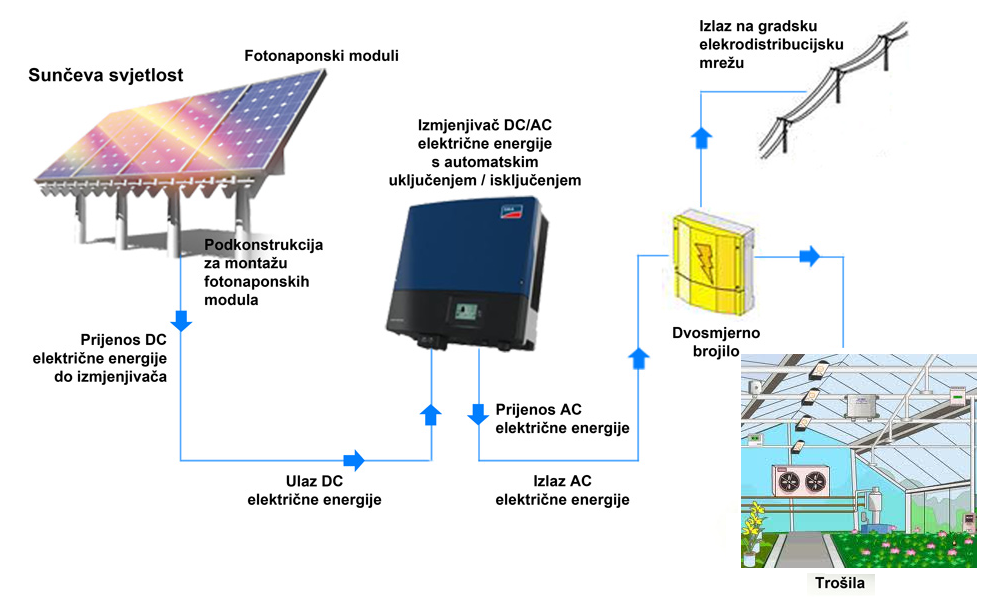 Sunčeva svjetlost
Fotonaponski moduli
Izlaz na gradsku
elekrodistribucijsku
mrežu
Izmjenjivač DC/AC
električne energije
s automatskim
uključenjem / isključenjem
Podkonstrukcija
za montažu
fotonaponskih
modula
Prijenos DC
električne energije
do izmjenjivača
Dvosmjerno
brojilo
Prijenos AC
električne energije
Ulaz DC
električne energije
Izlaz AC
električne energije
Trošila